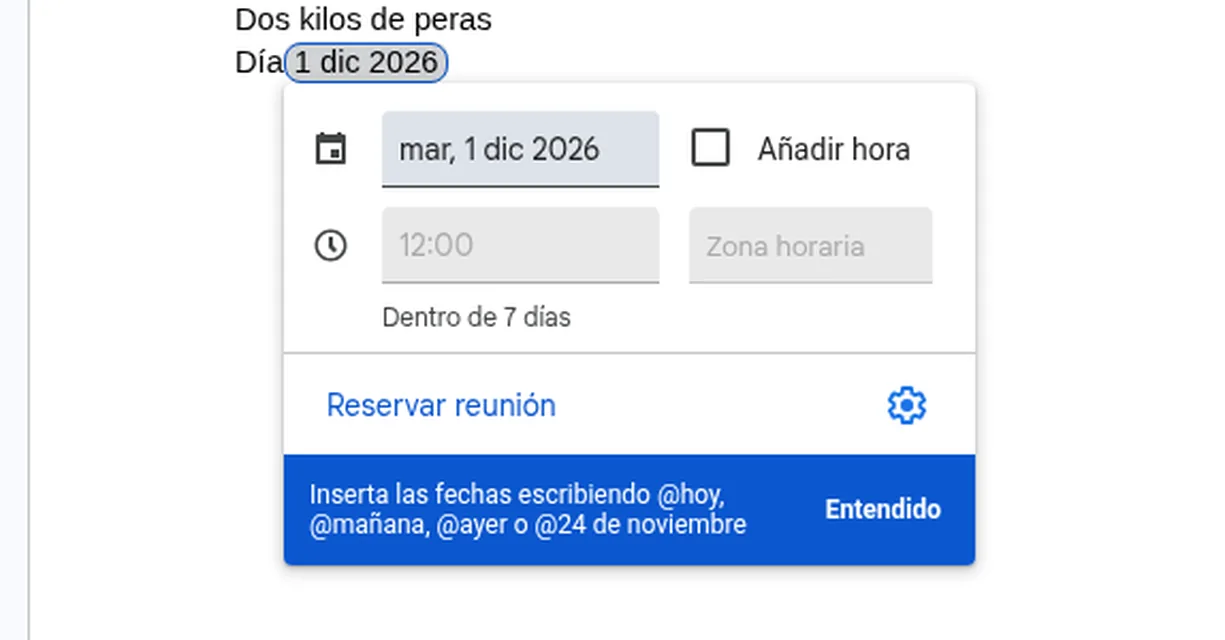 Dos kilos de peras
Día 1 dic 2026
mar, 1 dic 2026
Añadir hora
12:00
Zona horaria
Dentro de 7 días
Reservar reunión
Inserta las fechas escribiendo @hoy,
@mañana, @ayer o @24 de noviembre
Entendido